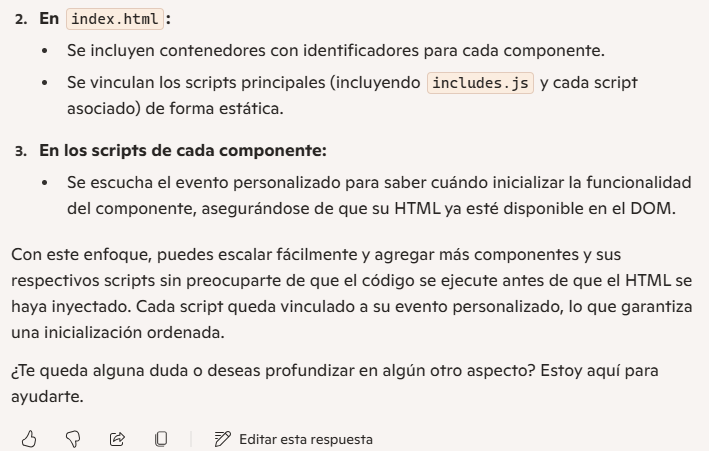 2. En index.html :
• Se incluyen contenedores con identificadores para cada componente.
• Se vinculan los scripts principales (incluyendo includes.js y cada script
asociado) de forma estática.
3. En los scripts de cada componente:
• Se escucha el evento personalizado para saber cuándo inicializar la funcionalidad
del componente, asegurándose de que su HTML ya esté disponible en el DOM.
Con este enfoque, puedes escalar fácilmente y agregar más componentes y sus
respectivos scripts sin preocuparte de que el código se ejecute antes de que el HTML se
haya inyectado. Cada script queda vinculado a su evento personalizado, lo que garantiza
una inicialización ordenada.
¿Te queda alguna duda o deseas profundizar en algún otro aspecto? Estoy aquí para
ayudarte.
Editar esta respuesta